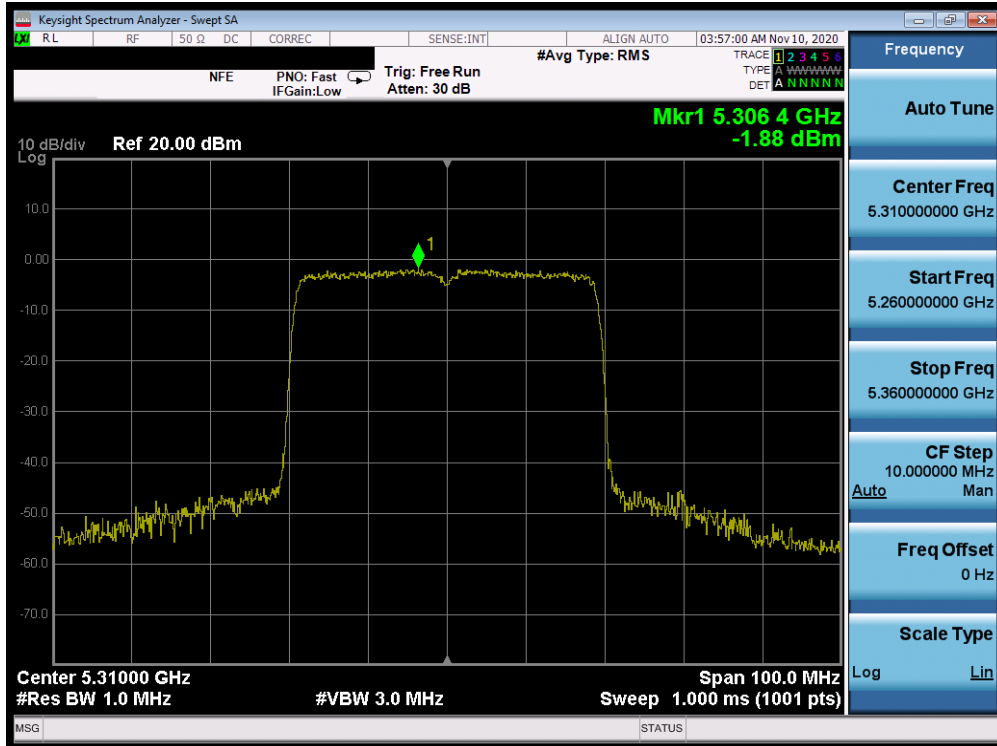 Keysight Spectrum Analyzer - Swept SA
LXI RL RF 50 Ω DC CORREC SENSE:INT ALIGN AUTO 03:57:00 AM Nov 10, 2020
#Avg Type: RMS
TRACE 1 2 3 4 5 6
TYPE A WWWWW
DET A N N N N N
NFE
PNO: Fast
IFGain:Low
Trig: Free Run
Atten: 30 dB
Mkr1 5.306 4 GHz
-1.88 dBm
10 dB/div
Log
Ref 20.00 dBm
10.0
0.00
-10.0
-20.0
-30.0
-40.0
-50.0
-60.0
-70.0
1
Center 5.31000 GHz
Span 100.0 MHz
#Res BW 1.0 MHz
#VBW 3.0 MHz
Sweep 1.000 ms (1001 pts)
MSG
STATUS
Frequency
Auto Tune
Center Freq
5.310000000 GHz
Start Freq
5.260000000 GHz
Stop Freq
5.360000000 GHz
CF Step
10.000000 MHz
Auto Man
Freq Offset
0 Hz
Scale Type
Log Lin